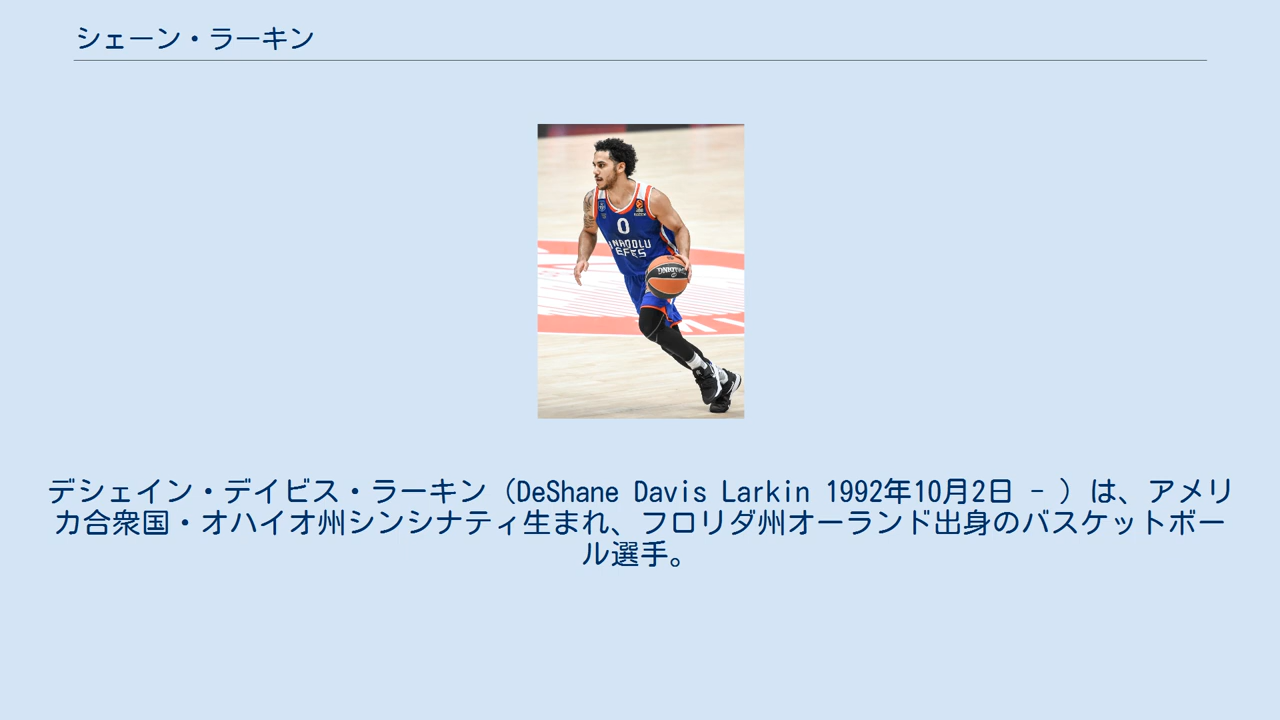 シェーン・ラーキン
0
ANADOLU
EFES
デシェイン・デイビス・ラーキン（DeShane Davis Larkin 1992年10月2日 - ）は、アメリ
カ合衆国・オハイオ州シンシナティ生まれ、フロリダ州オーランド出身のバスケットボー
ル選手。